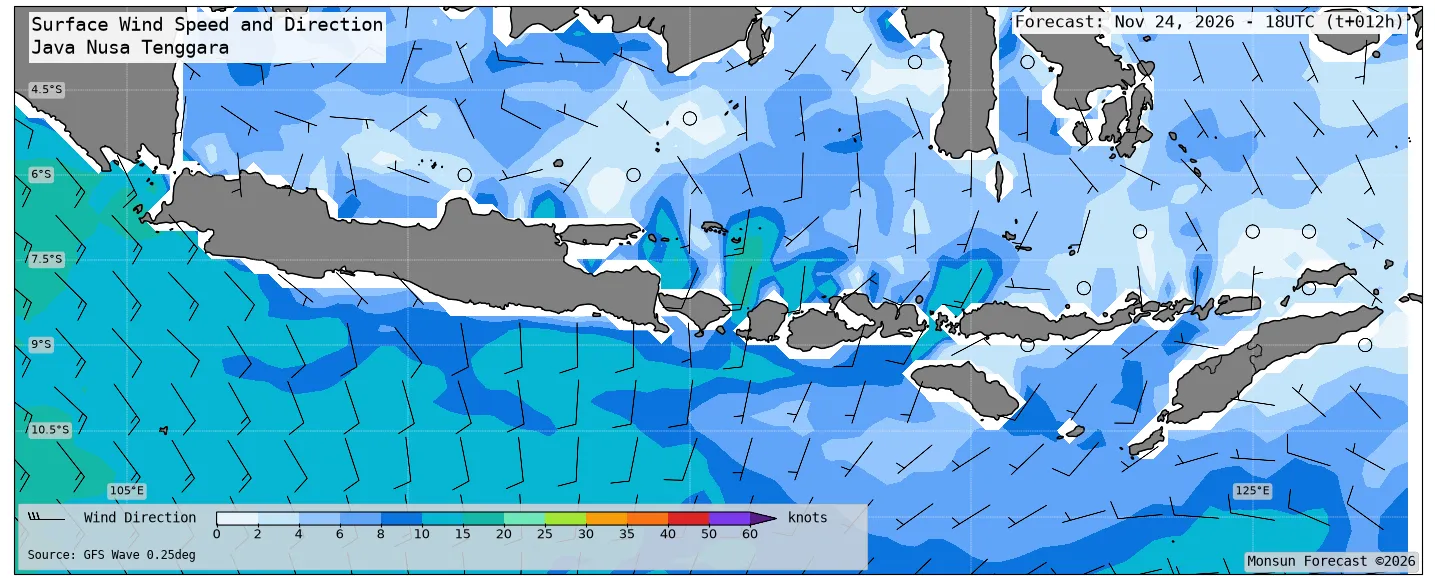 Surface Wind Speed and Direction
Java Nusa Tenggara
Forecast: Nov 24, 2026 - 18UTC (t+012h)
4.5°S
6°S
7.5°S
9°S
10.5°S
105°E
125°E
Wind Direction
knots
0 2 4 6 8 10 15 20 25 30 35 40 50 60
Source: GFS Wave 0.25deg
Monsun Forecast ©2026